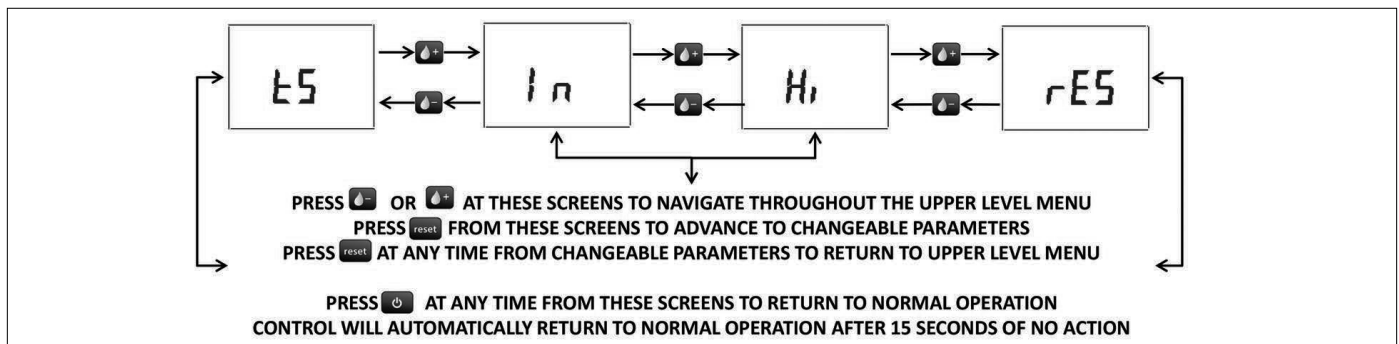 tS
In
Hi
rES
PRESS - OR + AT THESE SCREENS TO NAVIGATE THROUGHOUT THE UPPER LEVEL MENU
PRESS reset FROM THESE SCREENS TO ADVANCE TO CHANGEABLE PARAMETERS
PRESS reset AT ANY TIME FROM CHANGEABLE PARAMETERS TO RETURN TO UPPER LEVEL MENU
PRESS AT ANY TIME FROM THESE SCREENS TO RETURN TO NORMAL OPERATION
CONTROL WILL AUTOMATICALLY RETURN TO NORMAL OPERATION AFTER 15 SECONDS OF NO ACTION